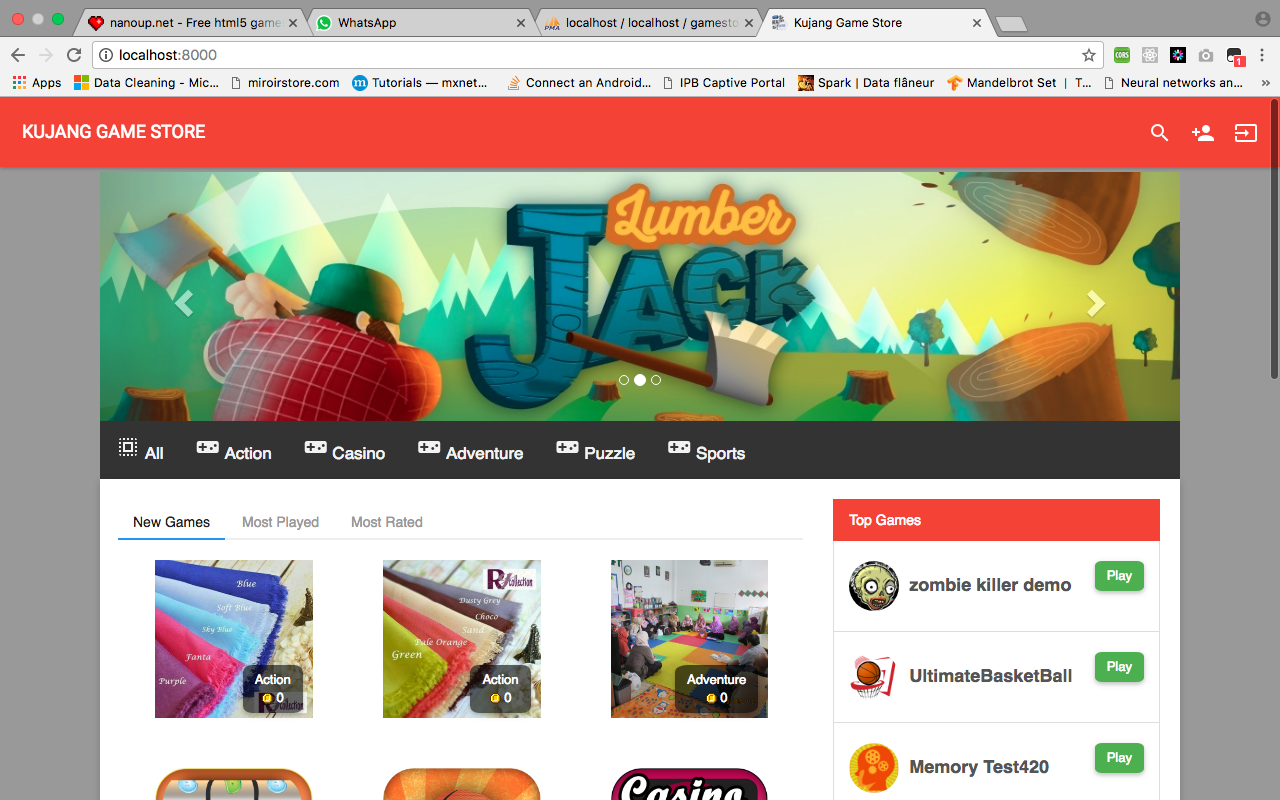 nanoup.net - Free html5 game
WhatsApp
localhost / localhost / gamesto
Kujang Game Store
localhost:8000
CORS
1
Apps
Data Cleaning - Mic...
miroirstore.com
m
Tutorials — mxnet...
Connect an Android...
IPB Captive Portal
Spark | Data flâneur
Mandelbrot Set | T...
Neural networks an...
»
KUJANG GAME STORE
Lumber
JACK
All
Action
Casino
Adventure
Puzzle
Sports
New Games
Most Played
Most Rated
Top Games
Blue
Soft Blue
Sky Blue
Fanta
Purple
Action
0
collection
R collection
Dusty Grey
Choco
Sand
Pale Orange
Green
Action
0
Adventure
0
zombie killer demo
Play
UltimateBasketBall
Play
Memory Test420
Play
Casino